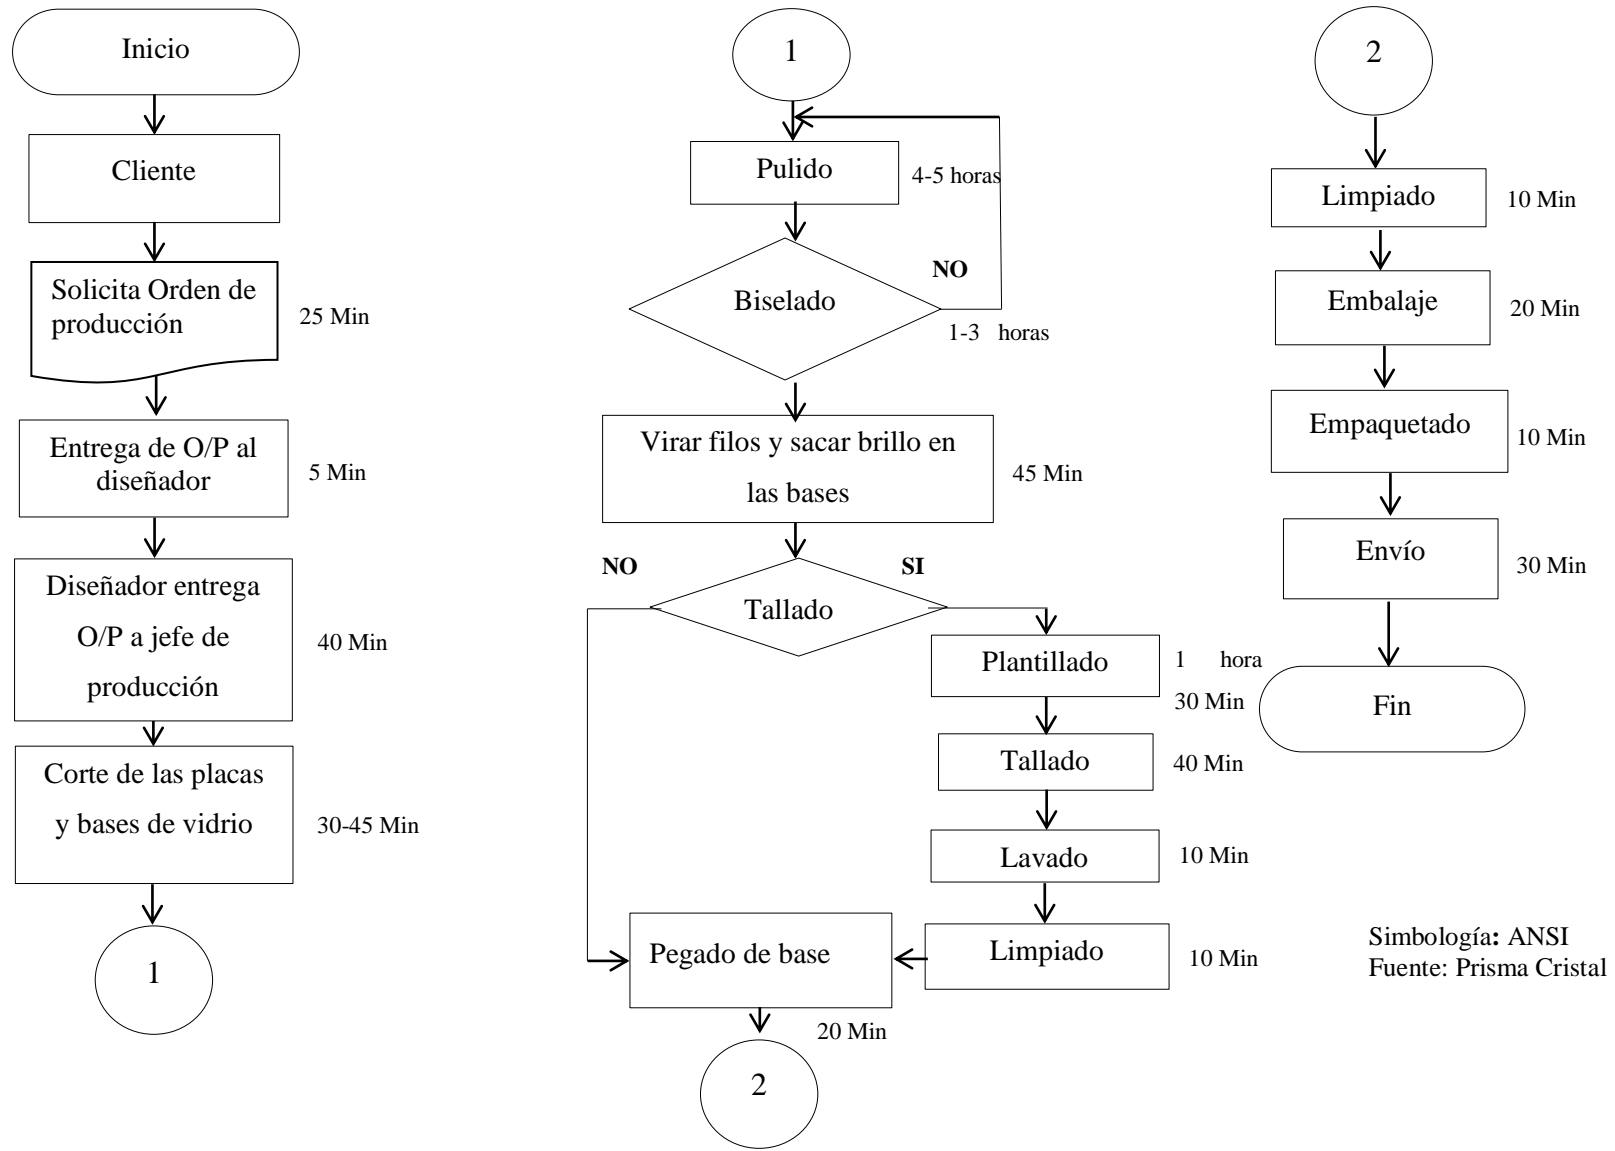 Inicio
Cliente
Solicita Orden de
producción
25 Min
Entrega de O/P al
diseñador
5 Min
Diseñador entrega
O/P a jefe de
producción
40 Min
Corte de las placas
y bases de vidrio
30-45 Min
1
1
Pulido
4-5 horas
NO
Biselado
1-3 horas
Virar filos y sacar brillo en
las bases
45 Min
NO
SI
Tallado
Plantillado
1 hora
30 Min
Tallado
40 Min
Lavado
10 Min
Limpiado
10 Min
Pegado de base
20 Min
2
2
Limpiado
10 Min
Embalaje
20 Min
Empaquetado
10 Min
Envío
30 Min
Fin
Simbología: ANSI
Fuente: Prisma Cristal